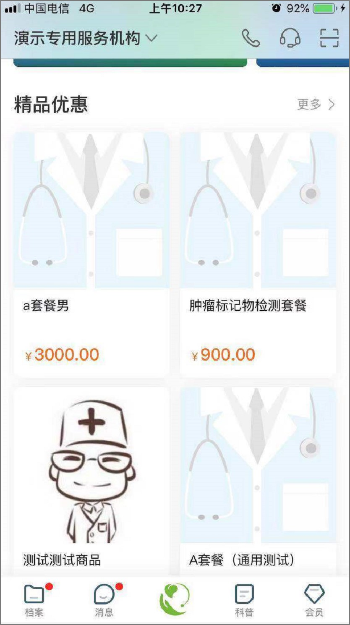 中国电信 4G 上午10:27 92%
演示专用服务机构
精品优惠 更多
a套餐男 肿瘤标记物检测套餐
¥3000.00 ¥900.00
测试测试商品 A套餐（通用测试）
档案 消息 科普 会员